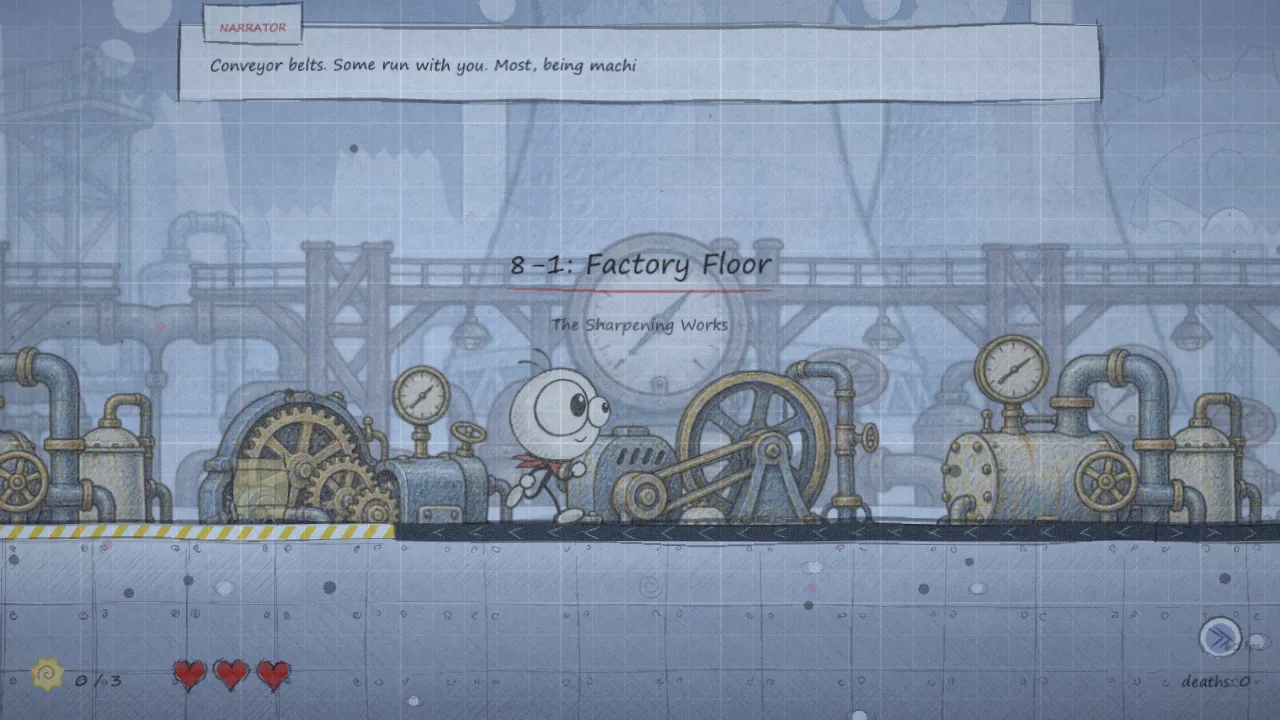 NARRATOR
Conveyor belts. Some run with you. Most, being machi
8-1: Factory Floor
The Sharpening Works
0 / 3
deaths: 0